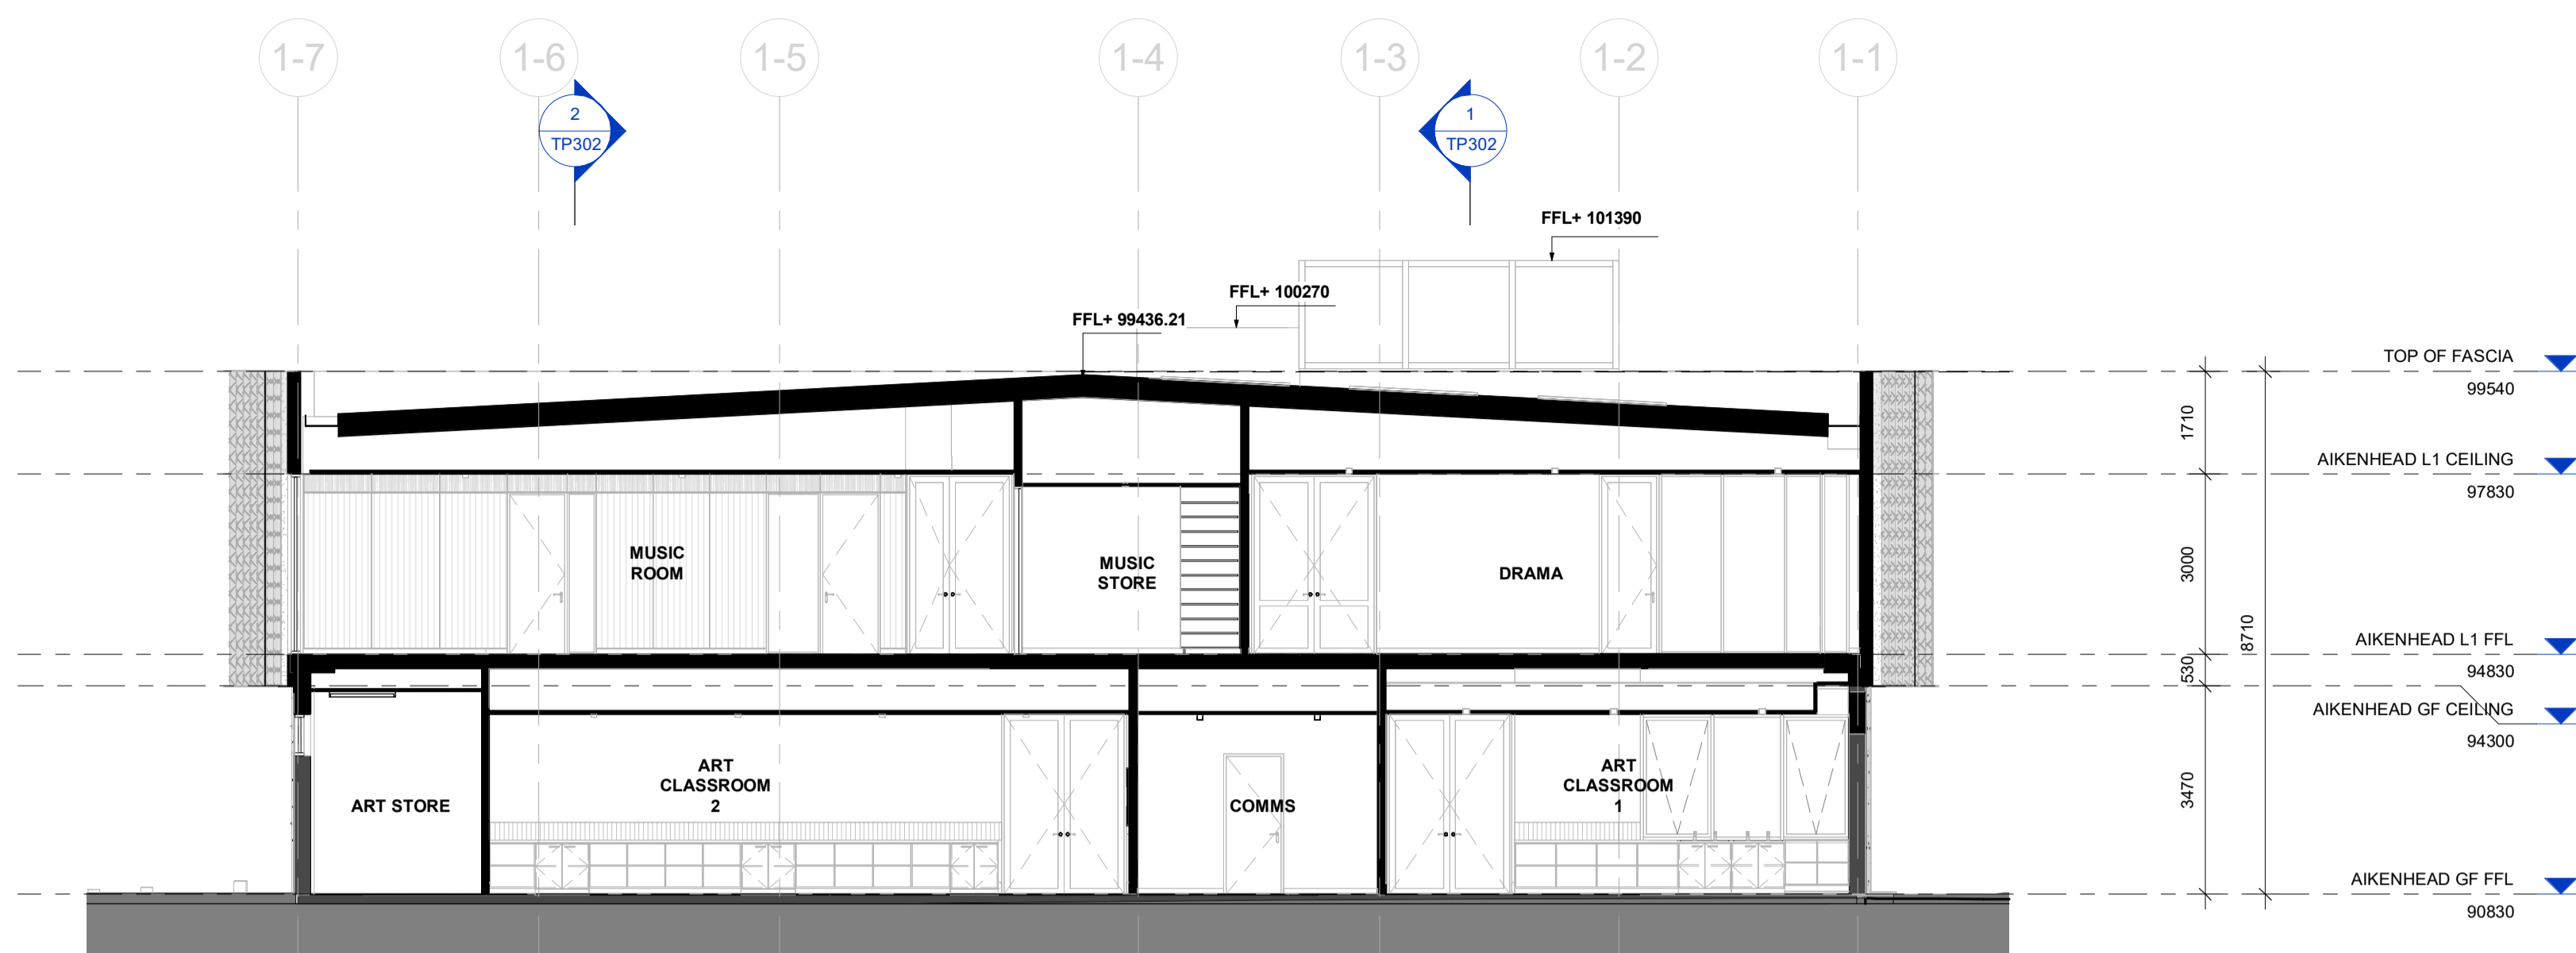 1-7
1-6
1-5
1-4
1-3
1-2
1-1
2
TP302
1
TP302
FFL+ 101390
FFL+ 100270
FFL+ 99436.21
TOP OF FASCIA
99540
1710
AIKENHEAD L1 CEILING
97830
3000
AIKENHEAD L1 FFL
94830
8710
530
AIKENHEAD GF CEILING
94300
3470
AIKENHEAD GF FFL
90830
MUSIC
ROOM
MUSIC
STORE
DRAMA
ART STORE
ART
CLASSROOM
2
COMMS
ART
CLASSROOM
1